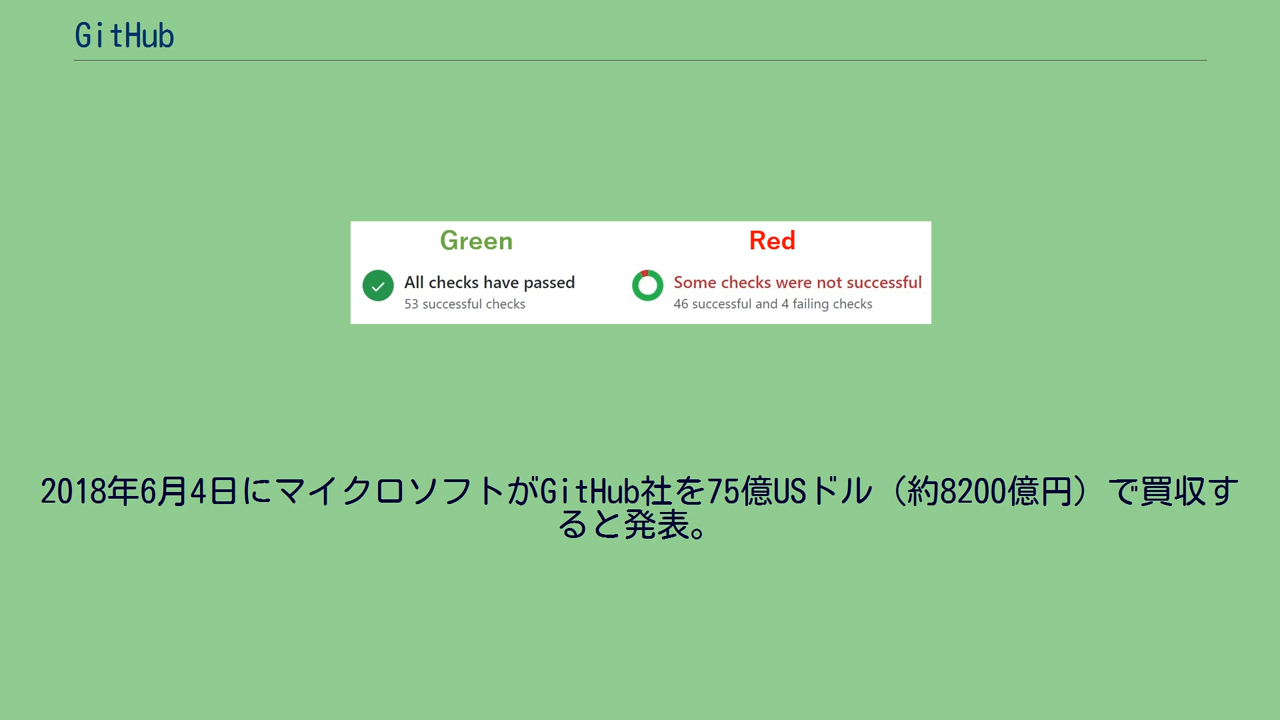 GitHub
Green Red
All checks have passed Some checks were not successful
53 successful checks 46 successful and 4 failing checks
2018年6月4日にマイクロソフトがGitHub社を75億USドル（約8200億円）で買収す
ると発表。